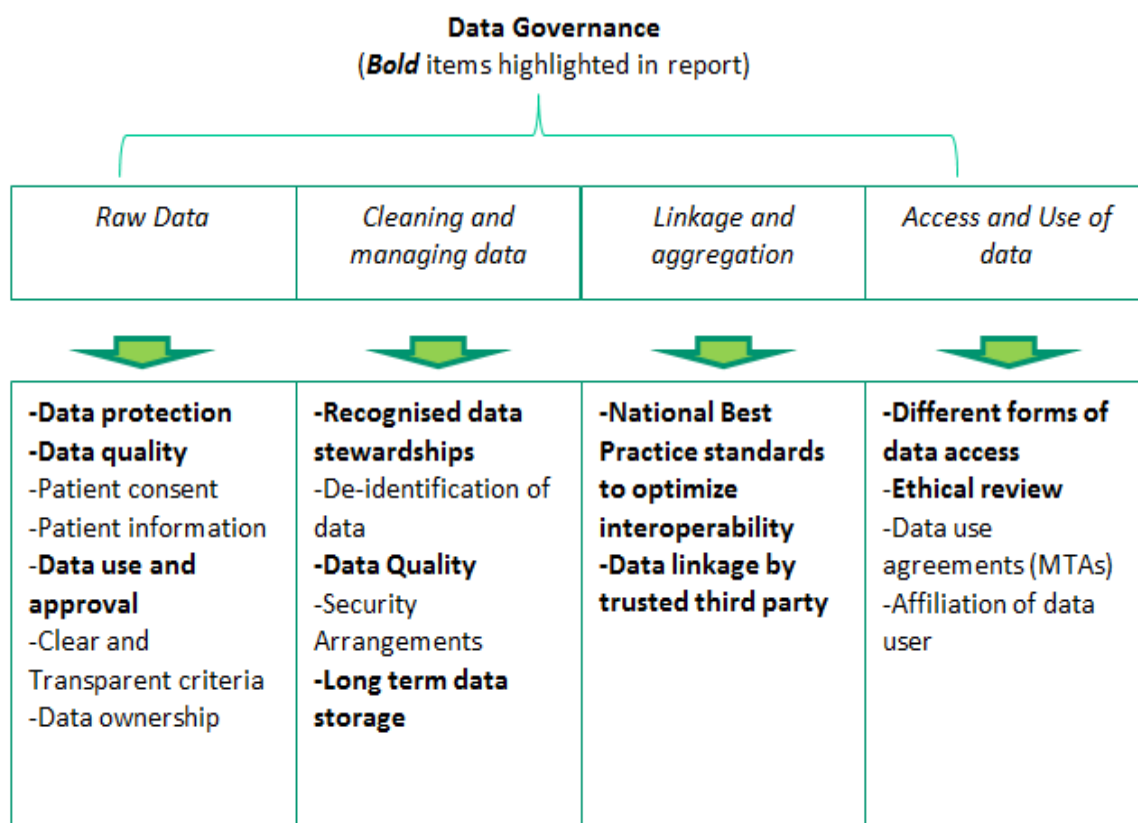 Data Governance
(Bold items highlighted in report)
Raw Data
Cleaning and
managing data
Linkage and
aggregation
Access and Use of
data
-Data protection
-Data quality
-Patient consent
-Patient information
-Data use and
approval
-Clear and
Transparent criteria
-Data ownership
-Recognised data
stewardships
-De-identification of
data
-Data Quality
-Security
Arrangements
-Long term data
storage
-National Best
Practice standards
to optimize
interoperability
-Data linkage by
trusted third party
-Different forms of
data access
-Ethical review
-Data use
agreements (MTAs)
-Affiliation of data
user